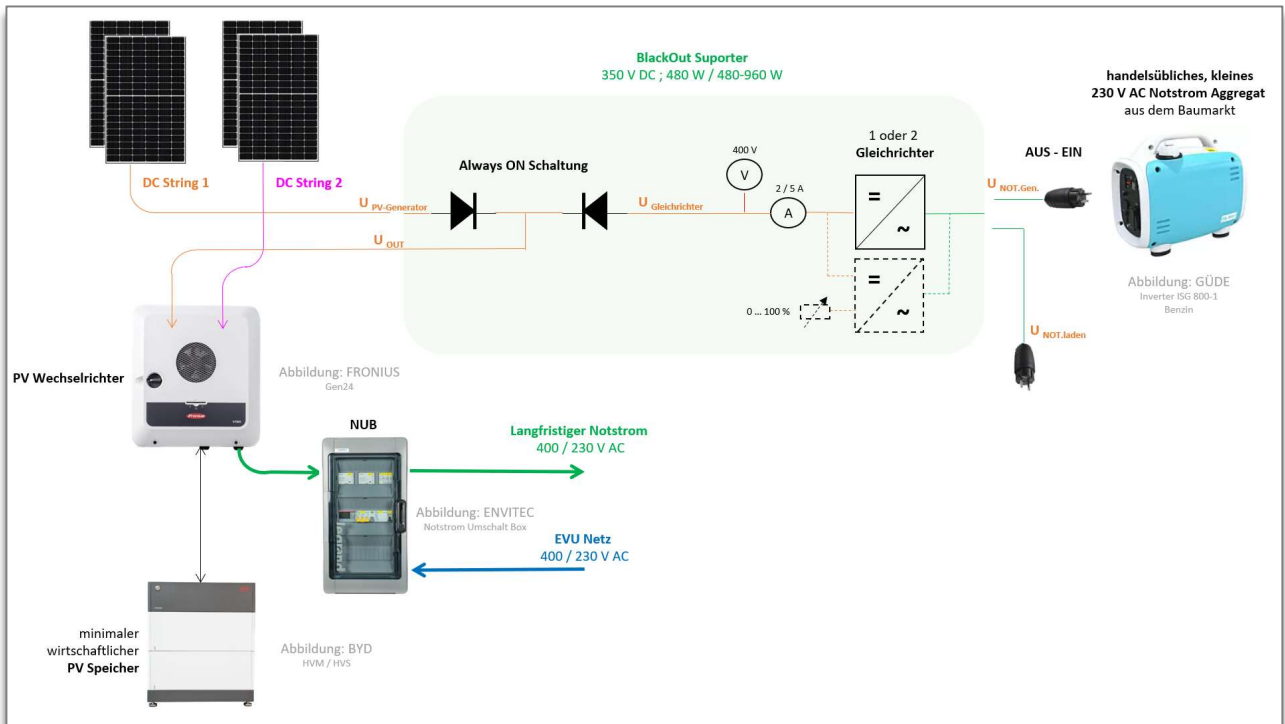 BlackOut Suporter
350 V DC ; 480 W / 480-960 W
handelsübliches, kleines
230 V AC Notstrom Aggregat
aus dem Baumarkt
1 oder 2
Gleichrichter
AUS - EIN
400 V
V
2 / 5 A
A
Always ON Schaltung
DC String 1
DC String 2
U PV-Generator
U Gleichrichter
U OUT
U NOT.Gen.
=
~
=
~
0 ... 100 %
U NOT.laden
Abbildung: GÜDE
Inverter ISG 800-1
Benzin
PV Wechselrichter
Fronius
Abbildung: FRONIUS
Gen24
NUB
legrand
Langfristiger Notstrom
400 / 230 V AC
Abbildung: ENVITEC
Notstrom Umschalt Box
EVU Netz
400 / 230 V AC
minimaler
wirtschaftlicher
PV Speicher
Abbildung: BYD
HVM / HVS